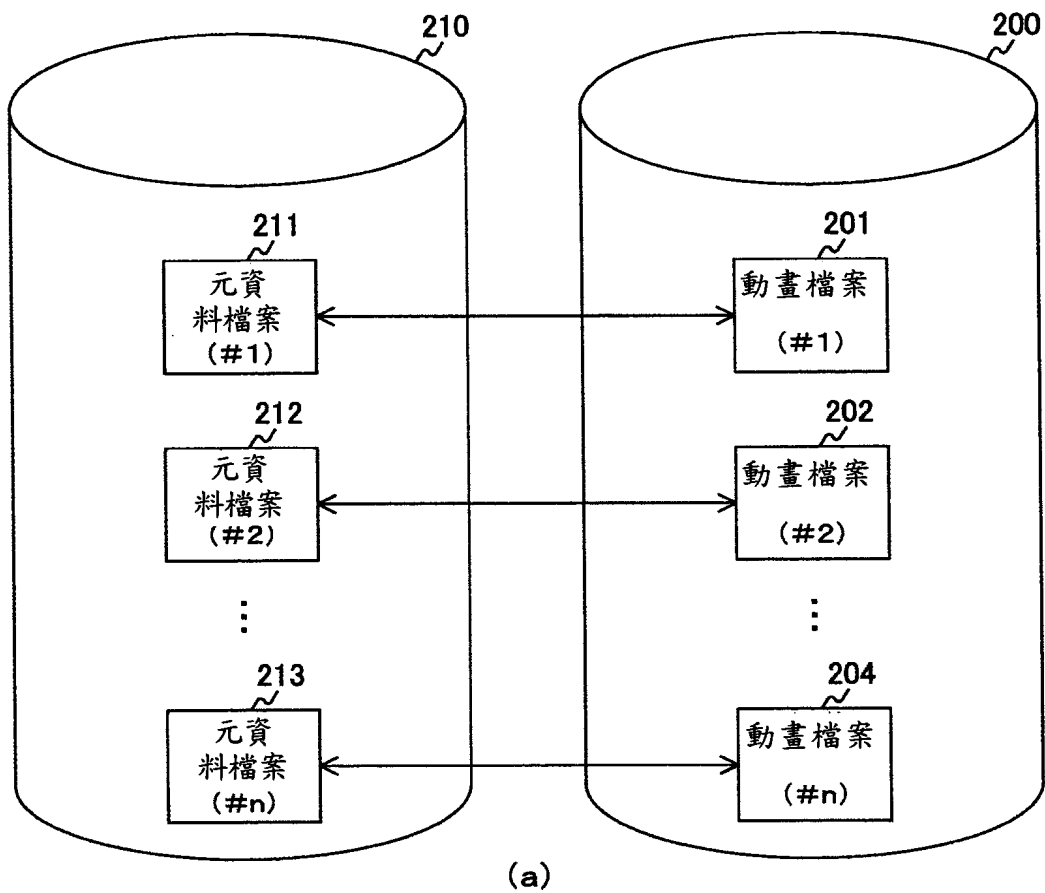 210
200
211
元資
料檔案
(#1)
201
動畫檔案
(#1)
212
元資
料檔案
(#2)
202
動畫檔案
(#2)
⋮
⋮
213
元資
料檔案
(#n)
204
動畫檔案
(#n)
(a)